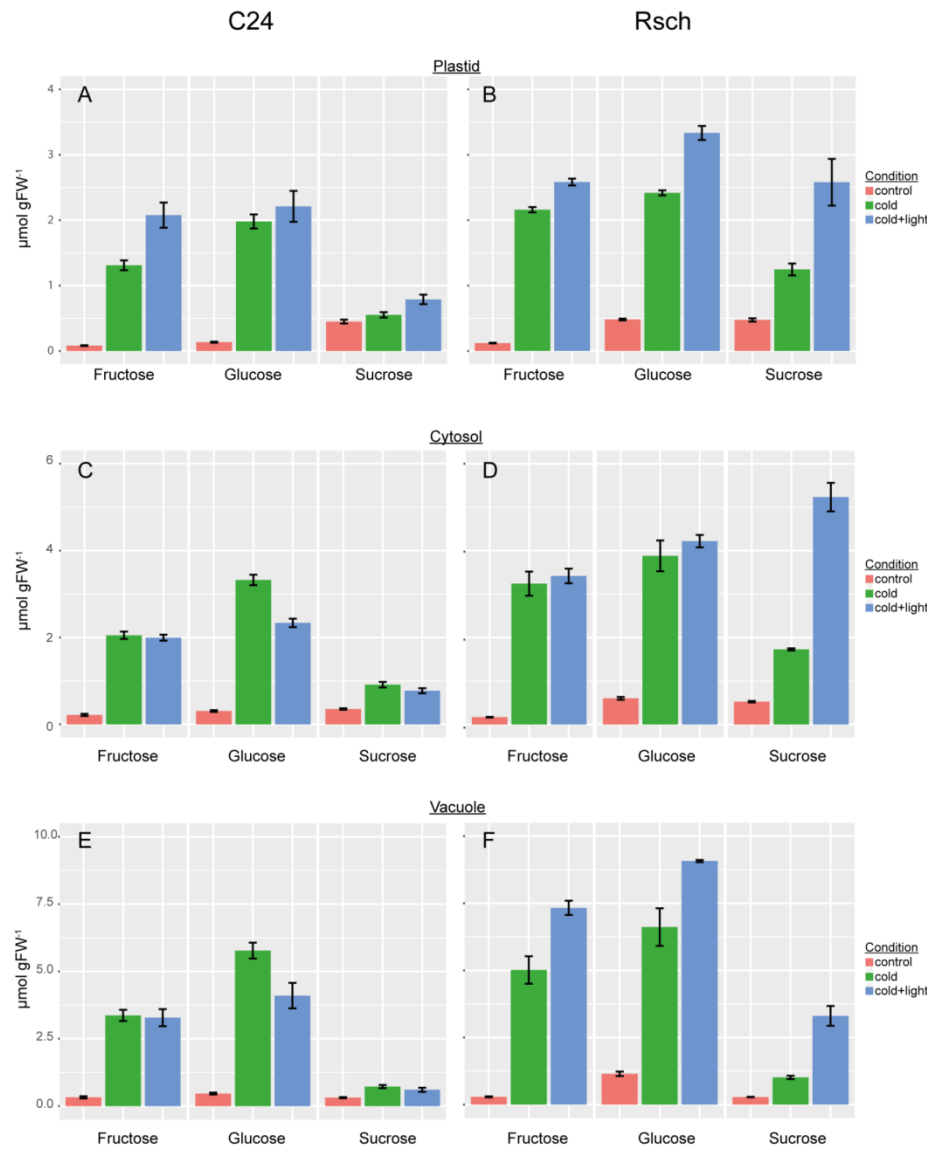 C24 Rsch
Plastid
A B
4
3
2
1
0
µmol gFW-1
Fructose Glucose Sucrose Fructose Glucose Sucrose
Condition
control
cold
cold+light
Cytosol
C D
6
4
2
0
µmol gFW-1
Fructose Glucose Sucrose Fructose Glucose Sucrose
Condition
control
cold
cold+light
Vacuole
E F
10.0
7.5
5.0
2.5
0.0
µmol gFW-1
Fructose Glucose Sucrose Fructose Glucose Sucrose
Condition
control
cold
cold+light